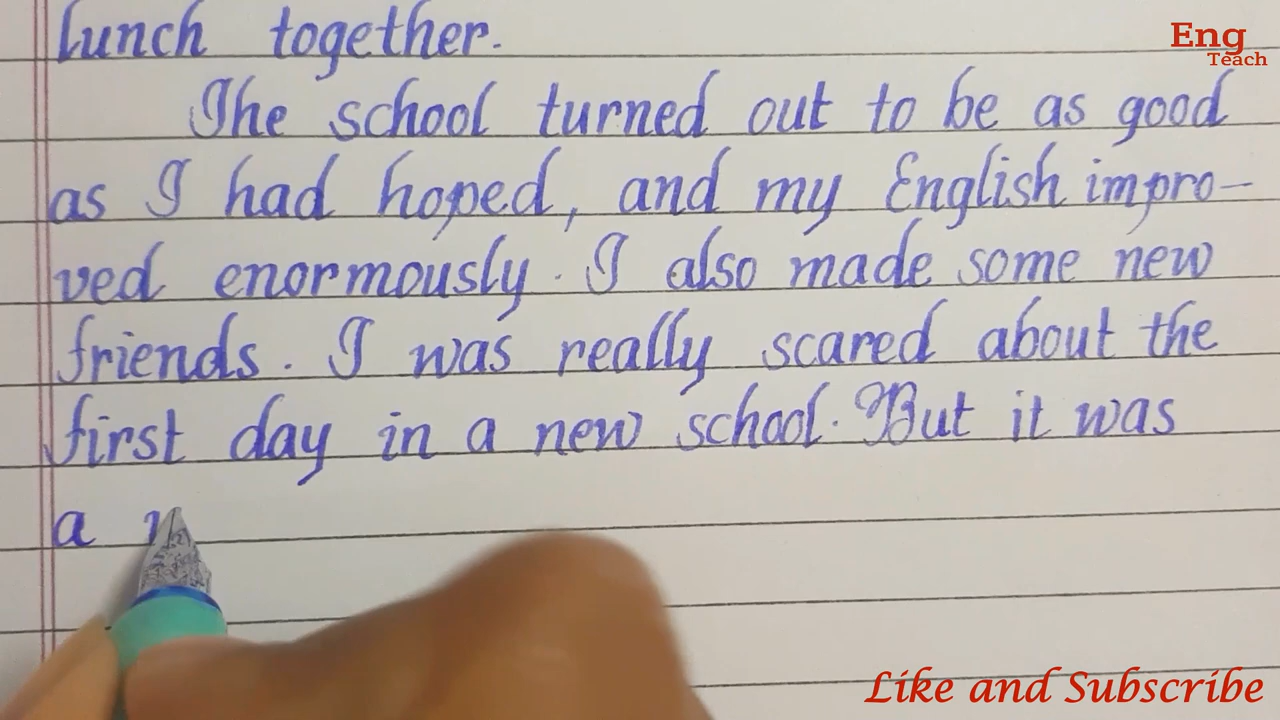 lunch together.
Eng
Teach
The school turned out to be as good
as I had hoped, and my English impro-
ved enormously. I also made some new
friends. I was really scared about the
first day in a new school. But it was
a
Like and Subscribe